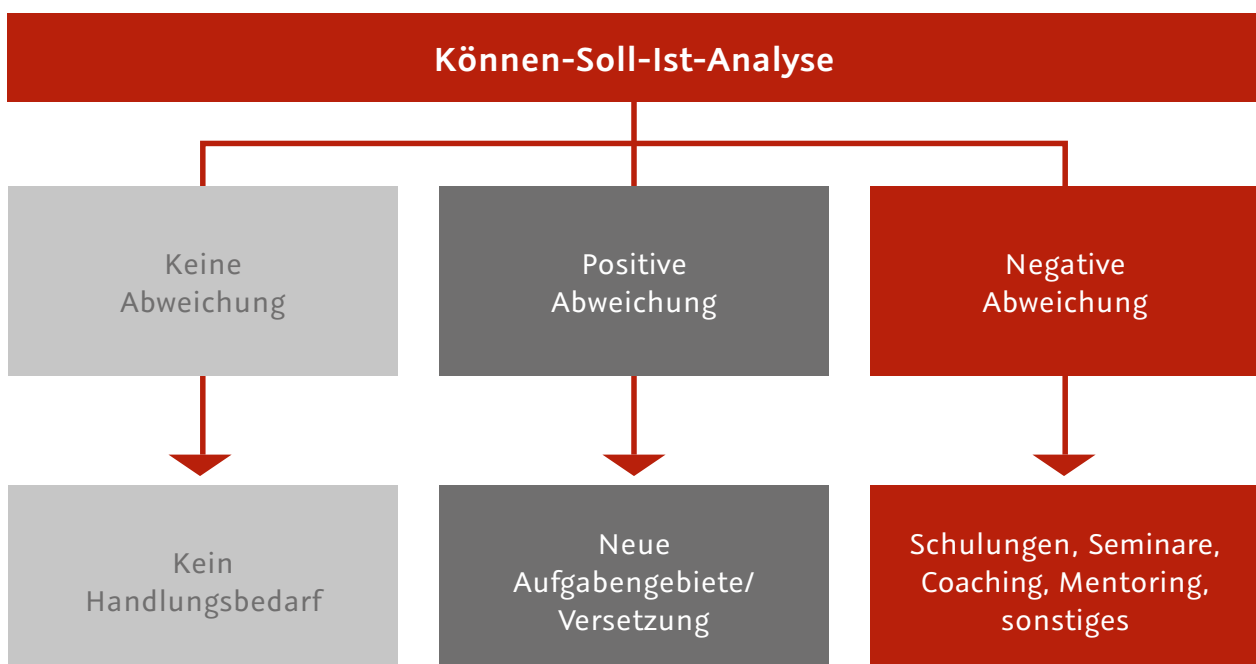 Können-Soll-Ist-Analyse
Keine
Abweichung
Positive
Abweichung
Negative
Abweichung
Kein
Handlungsbedarf
Neue
Aufgabengebiete/
Versetzung
Schulungen, Seminare,
Coaching, Mentoring,
sonstiges